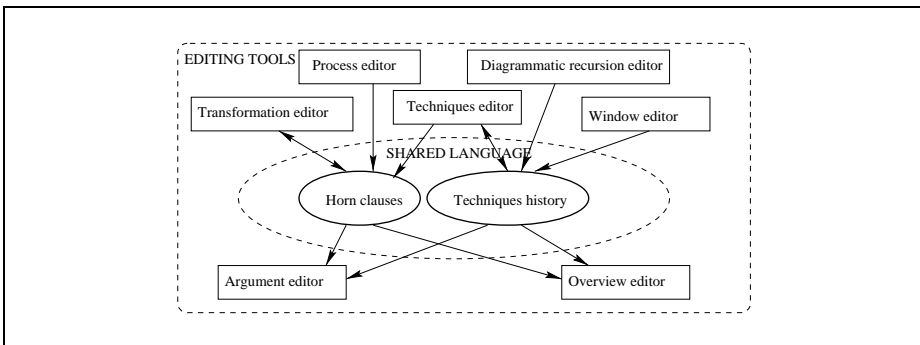 EDITING TOOLS
Process editor
Diagrammatic recursion editor
Transformation editor
Techniques editor
Window editor
SHARED LANGUAGE
Horn clauses
Techniques history
Argument editor
Overview editor